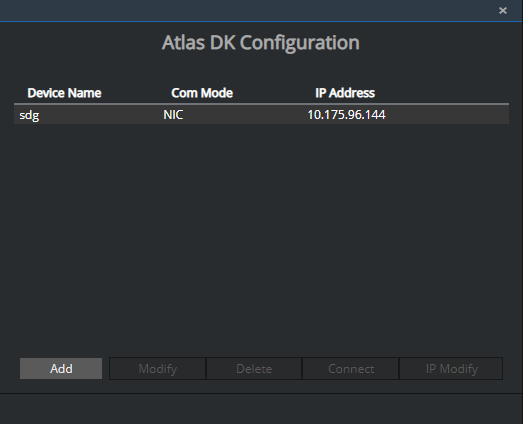 Atlas DK Configuration
Device Name Com Mode IP Address
sdg NIC 10.175.96.144
Add Modify Delete Connect IP Modify